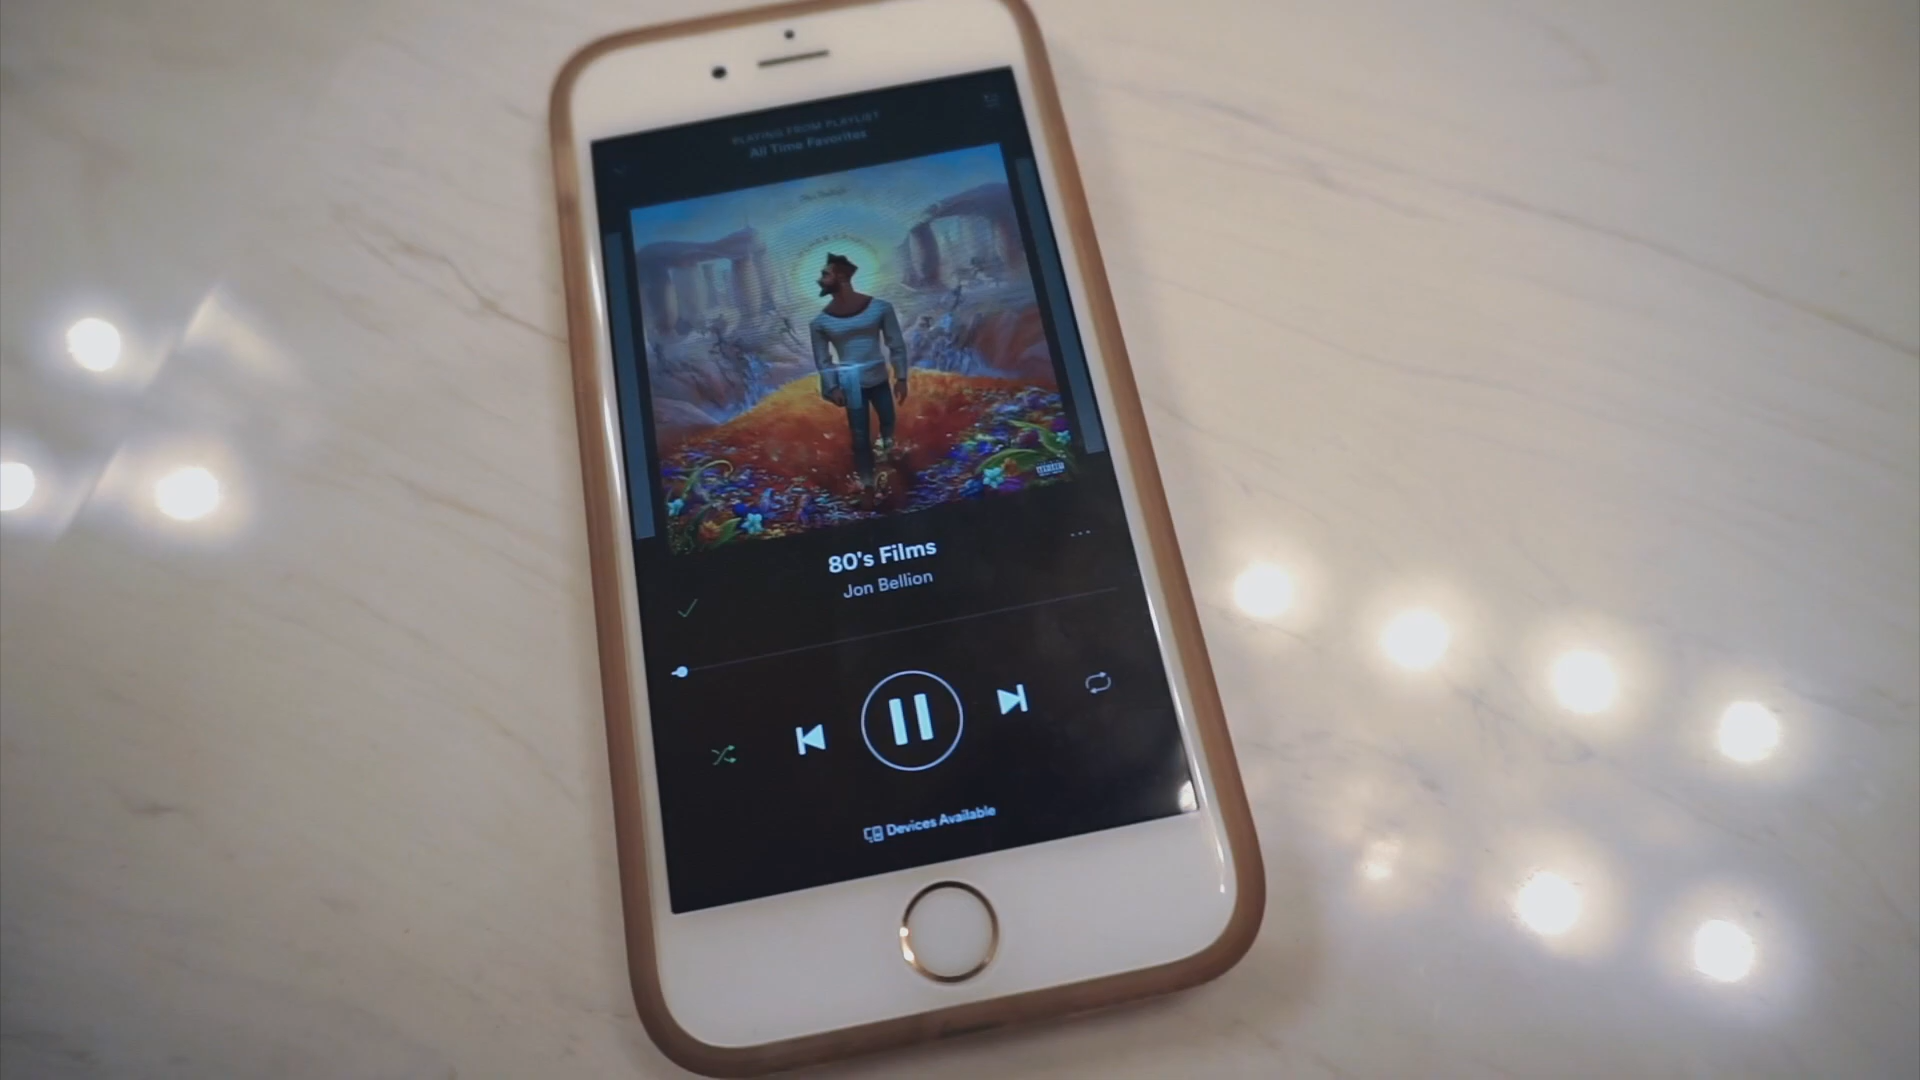 PLAYING FROM PLAYLIST
All Time Favorites
80's Films
Jon Bellion
Devices Available